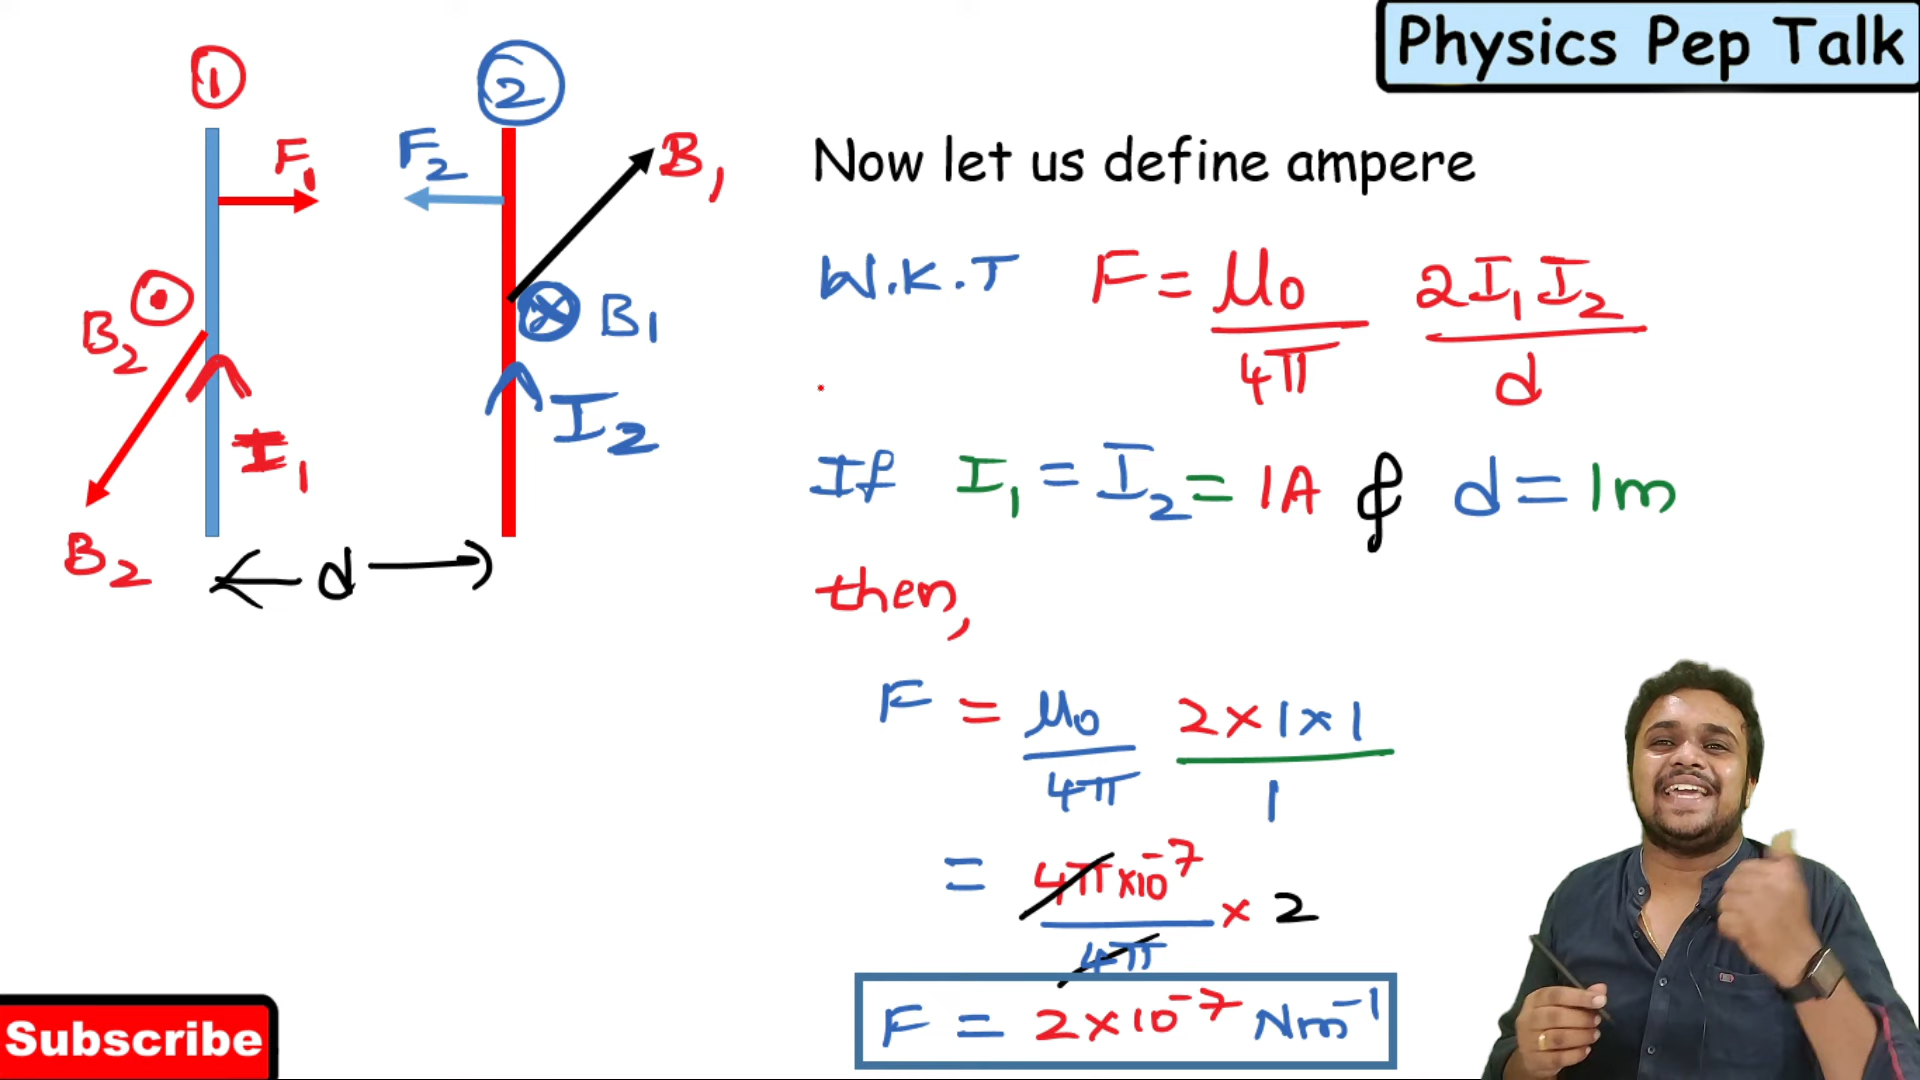 Physics Pep Talk
1
2
F₁
F₂
B₁
B₂
B₁
I₁
I₂
B₂
d
Now let us define ampere
W.K.T F = μ₀/4π 2I₁I₂/d
If I₁ = I₂ = 1A & d = 1m
then,
F = μ₀/4π 2×1×1/1
= 4π×10⁻⁷/4π × 2
F = 2×10⁻⁷ Nm⁻¹
Subscribe